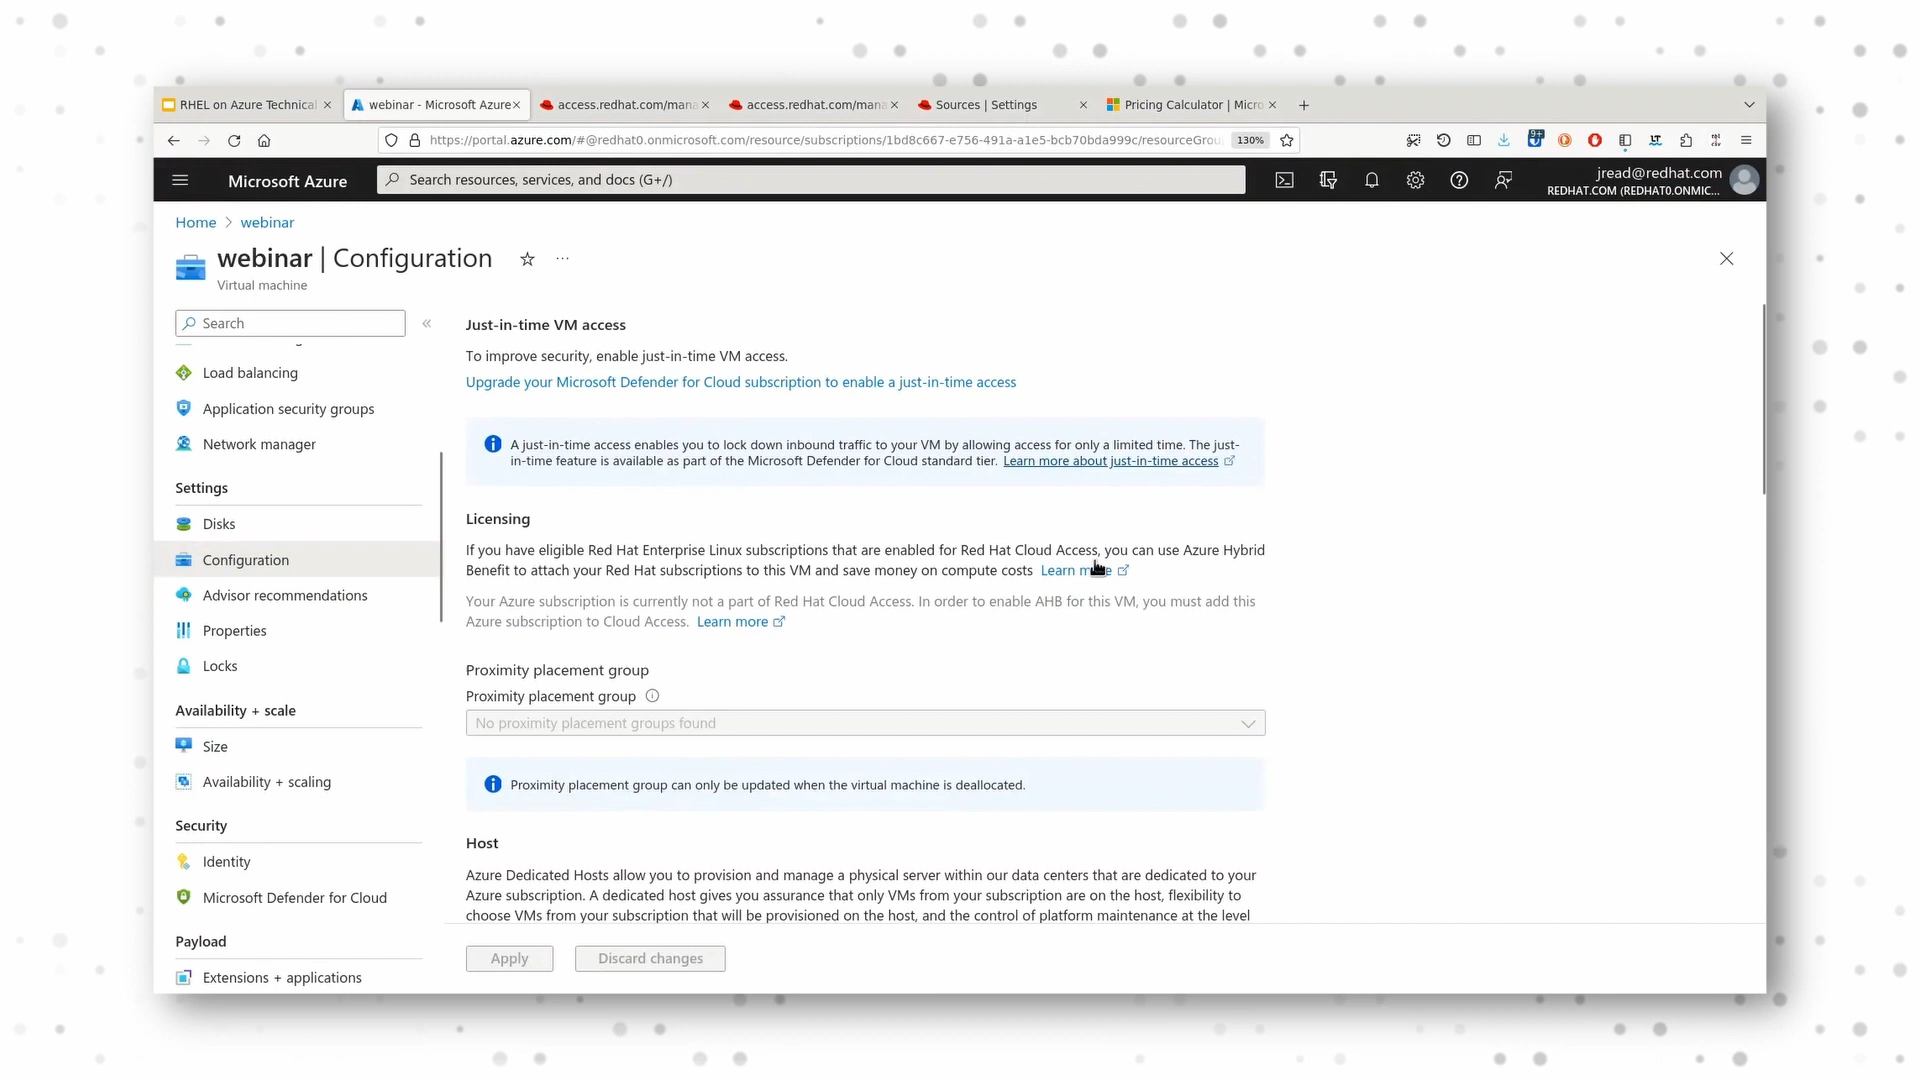 RHEL on Azure Technical
webinar - Microsoft Azure
access.redhat.com/mana
access.redhat.com/mana
Sources | Settings
Pricing Calculator | Micro
https://portal.azure.com/#@redhat0.onmicrosoft.com/resource/subscriptions/1bd8c667-e756-491a-a1e5-bcb70bda999c/resourceGrou
130%
9+
Microsoft Azure
Search resources, services, and docs (G+/)
jread@redhat.com
REDHAT.COM (REDHAT0.ONMIC...
Home > webinar
webinar | Configuration
Virtual machine
Search
Load balancing
Application security groups
Network manager
Settings
Disks
Configuration
Advisor recommendations
Properties
Locks
Availability + scale
Size
Availability + scaling
Security
Identity
Microsoft Defender for Cloud
Payload
Extensions + applications
Just-in-time VM access
To improve security, enable just-in-time VM access.
Upgrade your Microsoft Defender for Cloud subscription to enable a just-in-time access
A just-in-time access enables you to lock down inbound traffic to your VM by allowing access for only a limited time. The just-
in-time feature is available as part of the Microsoft Defender for Cloud standard tier. Learn more about just-in-time access
Licensing
If you have eligible Red Hat Enterprise Linux subscriptions that are enabled for Red Hat Cloud Access, you can use Azure Hybrid
Benefit to attach your Red Hat subscriptions to this VM and save money on compute costs Learn more
Your Azure subscription is currently not a part of Red Hat Cloud Access. In order to enable AHB for this VM, you must add this
Azure subscription to Cloud Access. Learn more
Proximity placement group
Proximity placement group
No proximity placement groups found
Proximity placement group can only be updated when the virtual machine is deallocated.
Host
Azure Dedicated Hosts allow you to provision and manage a physical server within our data centers that are dedicated to your
Azure subscription. A dedicated host gives you assurance that only VMs from your subscription are on the host, flexibility to
choose VMs from your subscription that will be provisioned on the host, and the control of platform maintenance at the level
Apply
Discard changes